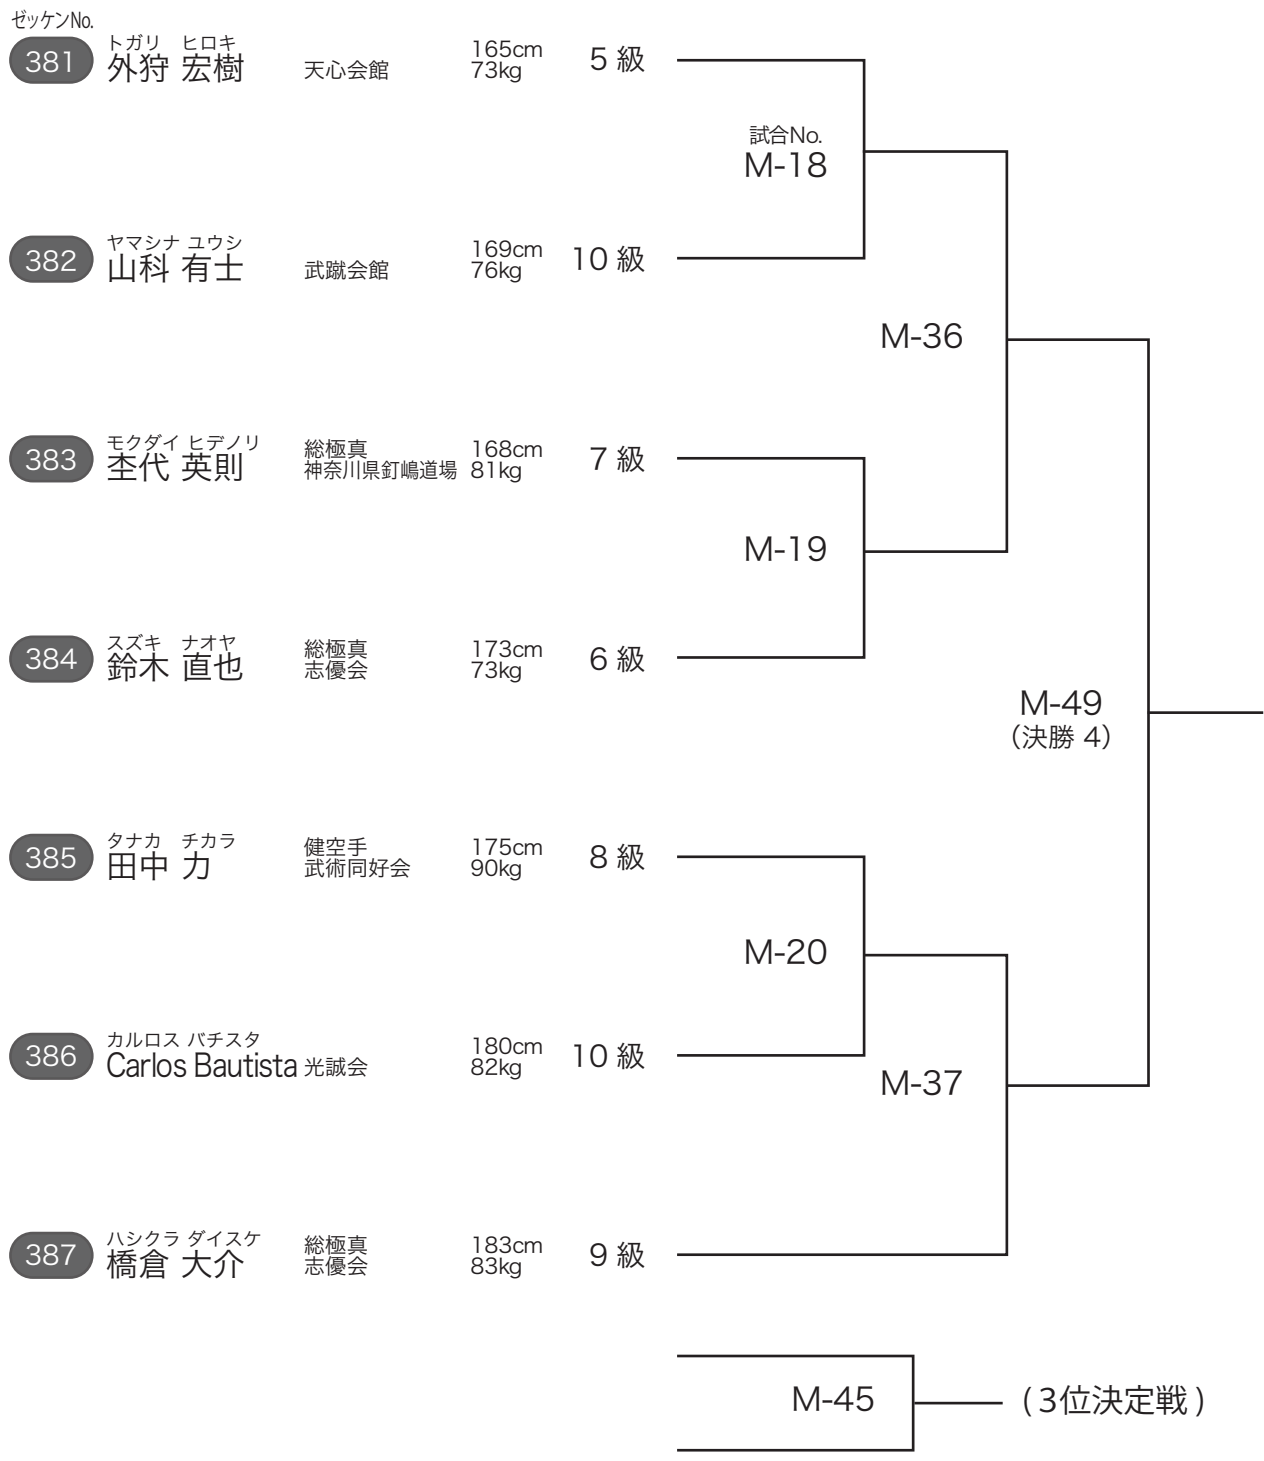 ゼッケンNo.
381
トガリ ヒロキ
外狩 宏樹
天心会館
165cm
73kg
5 級
試合No.
M-18
382
ヤマシナ ユウシ
山科 有士
武蹴会館
169cm
76kg
10 級
M-36
383
モクダイ ヒデノリ
杢代 英則
総極真
神奈川県釘嶋道場
168cm
81kg
7 級
M-19
384
スズキ ナオヤ
鈴木 直也
総極真
志優会
173cm
73kg
6 級
M-49
(決勝 4)
385
タナカ チカラ
田中 力
健空手
武術同好会
175cm
90kg
8 級
M-20
386
カルロス バチスタ
Carlos Bautista
光誠会
180cm
82kg
10 級
M-37
387
ハシクラ ダイスケ
橋倉 大介
総極真
志優会
183cm
83kg
9 級
M-45
(3位決定戦)